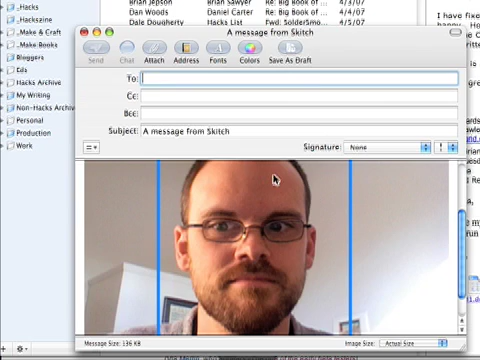 _Hacks
_Hackszine
_Make & Craft
_Make Books
Bloggers
Eds
Hacks Archive
My Writing
Non-Hacks Archive
Personal
Production
Work
Brian Jepson Brian Sawyer Re: Big Book of ... 4/3/07
Dan Woods Daniel Carter Re: Big Book of ... 4/4/07
Dale Dougherty Hacks List Fwd: SolderSmo... 4/4/07
I have fixe
A message from Skitch
Send
Chat
Attach
Address
Fonts
Colors
Save As Draft
To:
Cc:
Bcc:
Subject: A message from Skitch
Signature: None
Message Size: 136 KB
Image Size: Actual Size